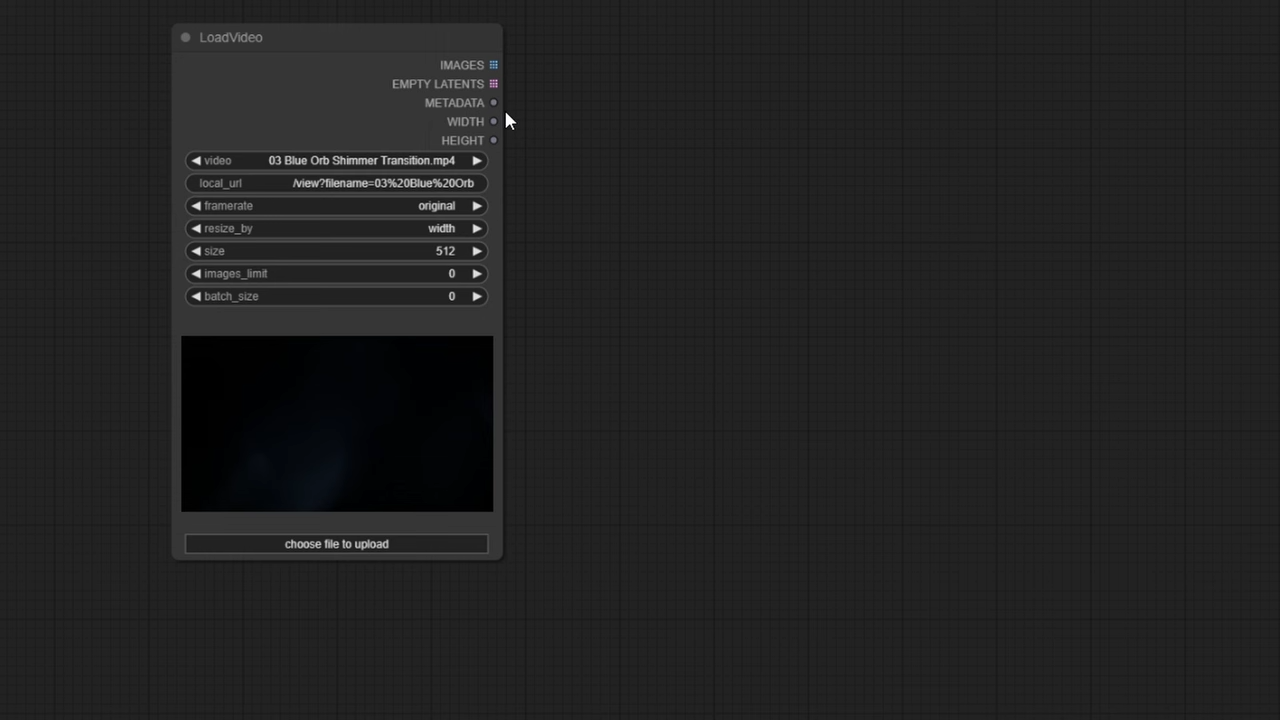 LoadVideo
IMAGES
EMPTY LATENTS
METADATA
WIDTH
HEIGHT
video 03 Blue Orb Shimmer Transition.mp4
local_url /view?filename=03%20Blue%20Orb
framerate original
resize_by width
size 512
images_limit 0
batch_size 0
choose file to upload